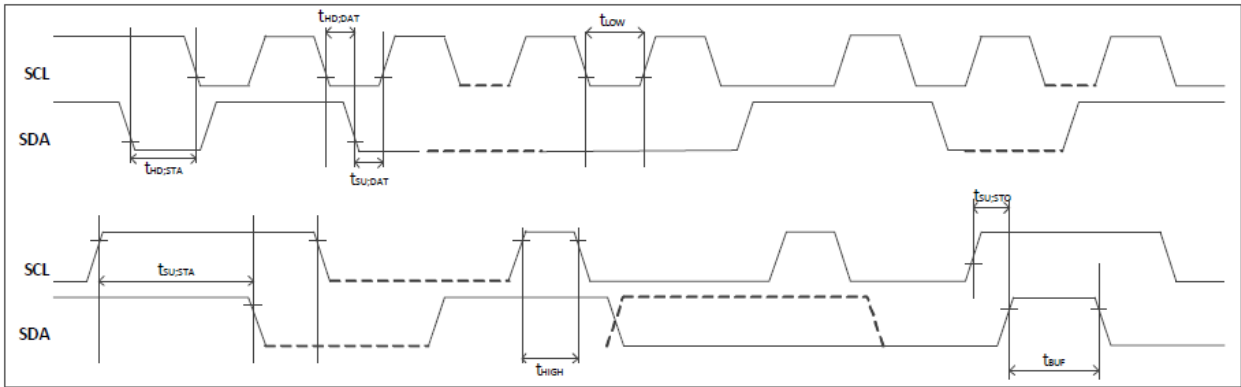 tHD;DAT
tLOW
SCL
SDA
tHD;STA
tSU;DAT
tSU;STO
SCL
tSU;STA
SDA
tHIGH
tBUF